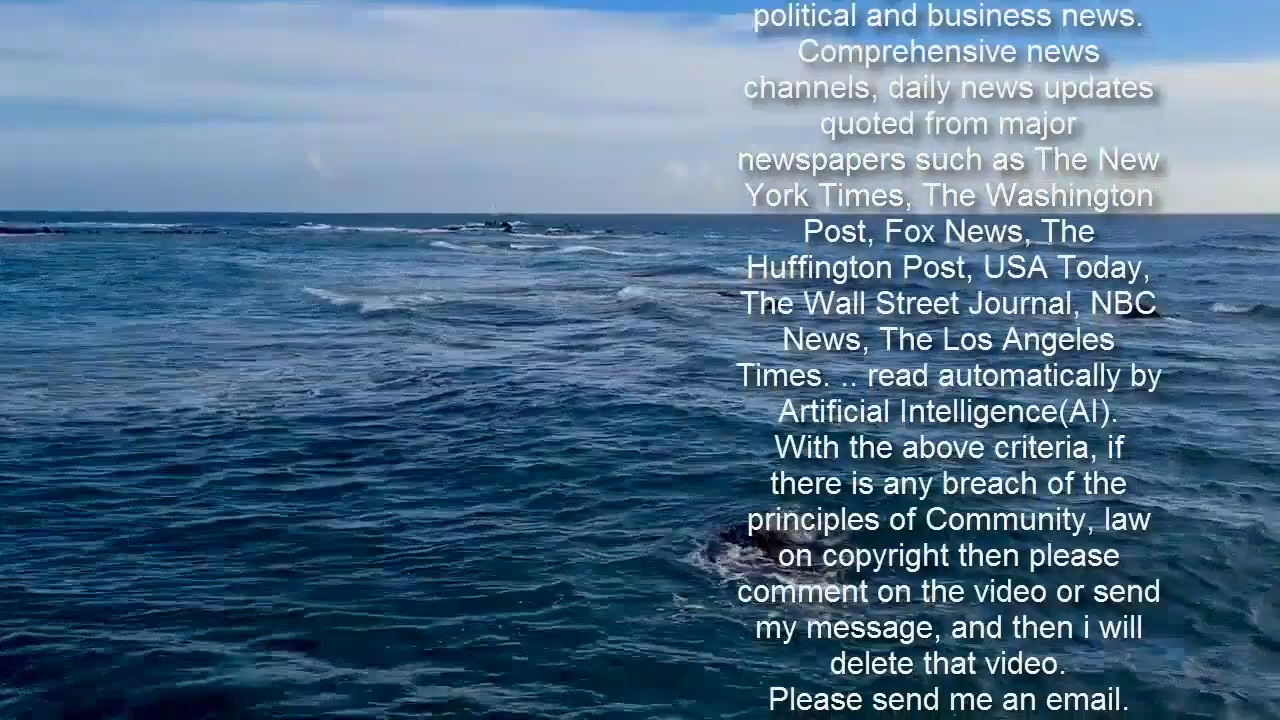 political and business news.
Comprehensive news
channels, daily news updates
quoted from major
newspapers such as The New
York Times, The Washington
Post, Fox News, The
Huffington Post, USA Today,
The Wall Street Journal, NBC
News, The Los Angeles
Times. .. read automatically by
Artificial Intelligence(AI).
With the above criteria, if
there is any breach of the
principles of Community, law
on copyright then please
comment on the video or send
my message, and then i will
delete that video.
Please send me an email.